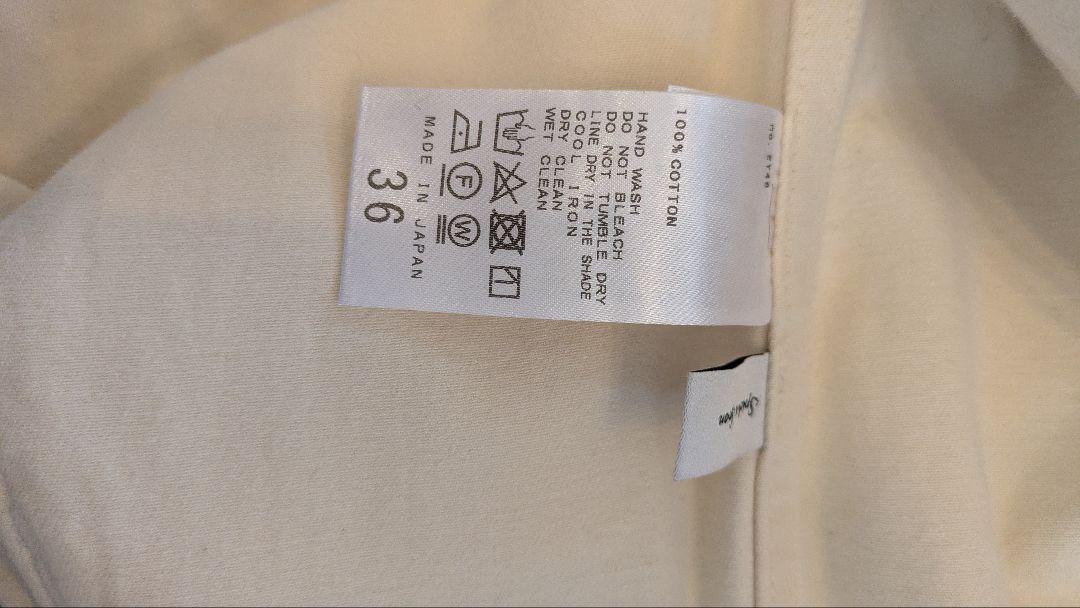 100% COTTON
HAND WASH
DO NOT BLEACH
DO NOT TUMBLE DRY
LINE DRY IN THE SHADE
COOL IRON
DRY CLEAN
WET CLEAN
F W
MADE IN JAPAN
36